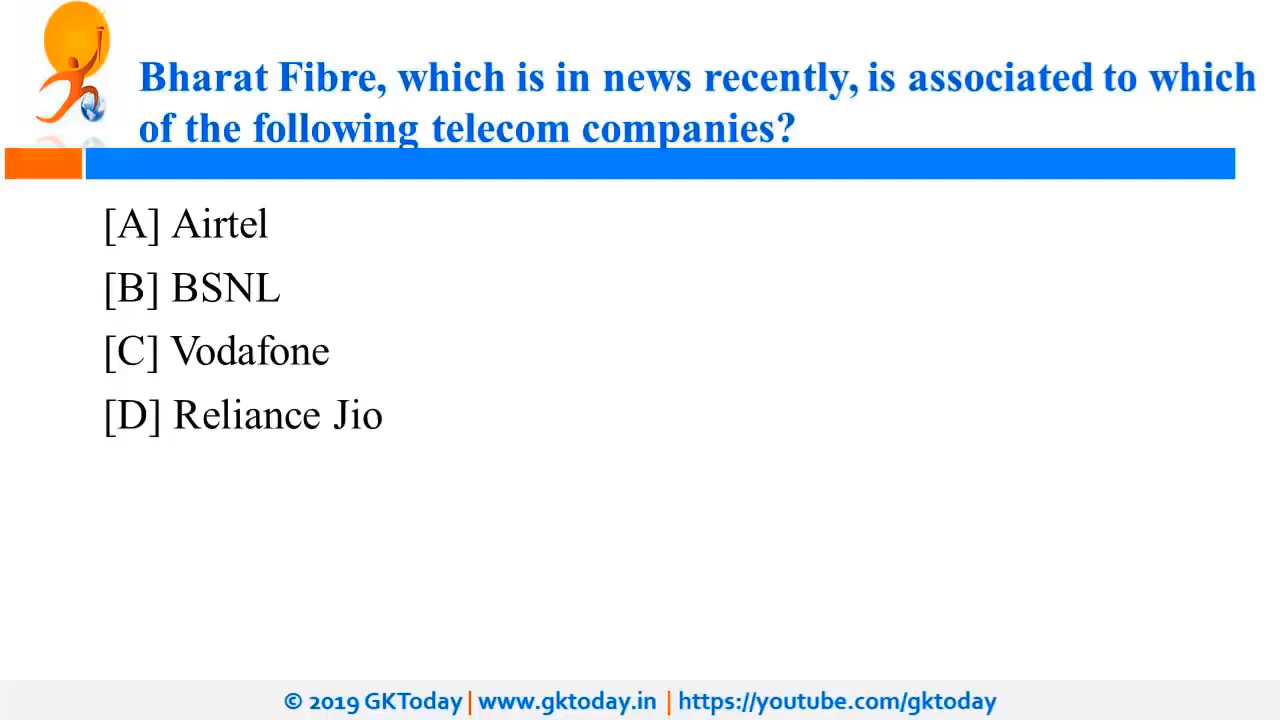 Bharat Fibre, which is in news recently, is associated to which
of the following telecom companies?
[A] Airtel
[B] BSNL
[C] Vodafone
[D] Reliance Jio
© 2019 GKToday | www.gktoday.in | https://youtube.com/gktoday